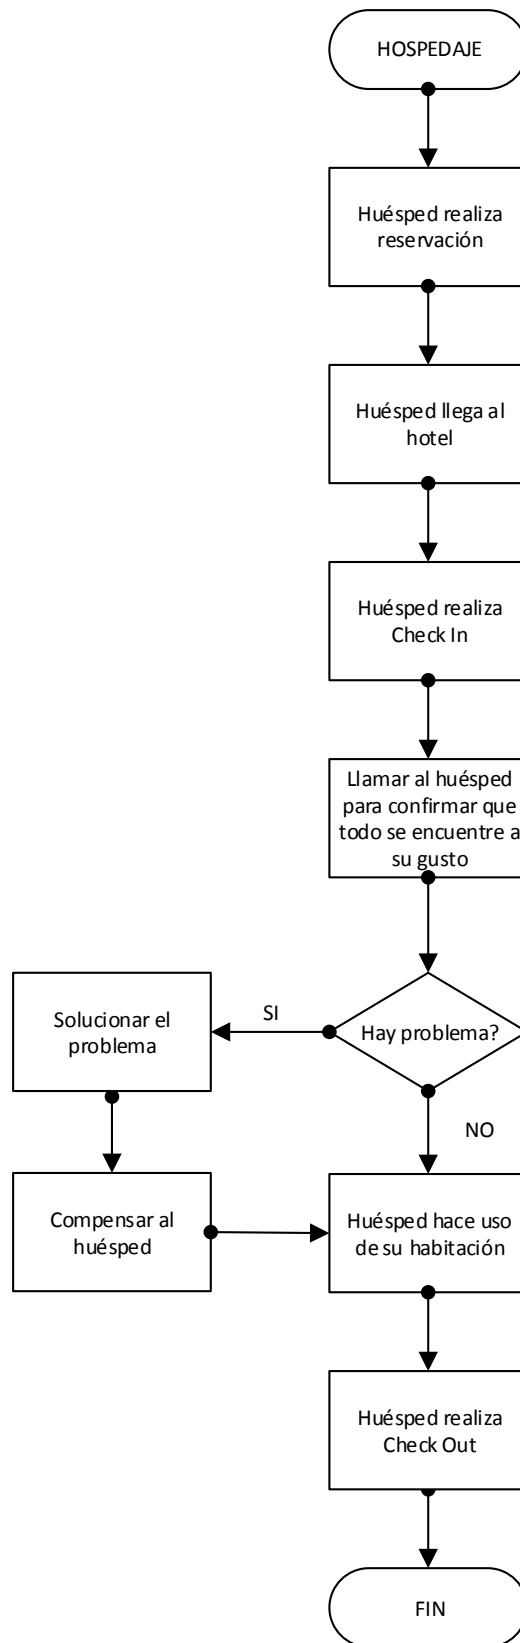 HOSPEDAJE
Huésped realiza
reservación
Huésped llega al
hotel
Huésped realiza
Check In
Llamar al huésped
para confirmar que
todo se encuentre a
su gusto
Hay problema?
SI
NO
Solucionar el
problema
Compensar al
huésped
Huésped hace uso
de su habitación
Huésped realiza
Check Out
FIN